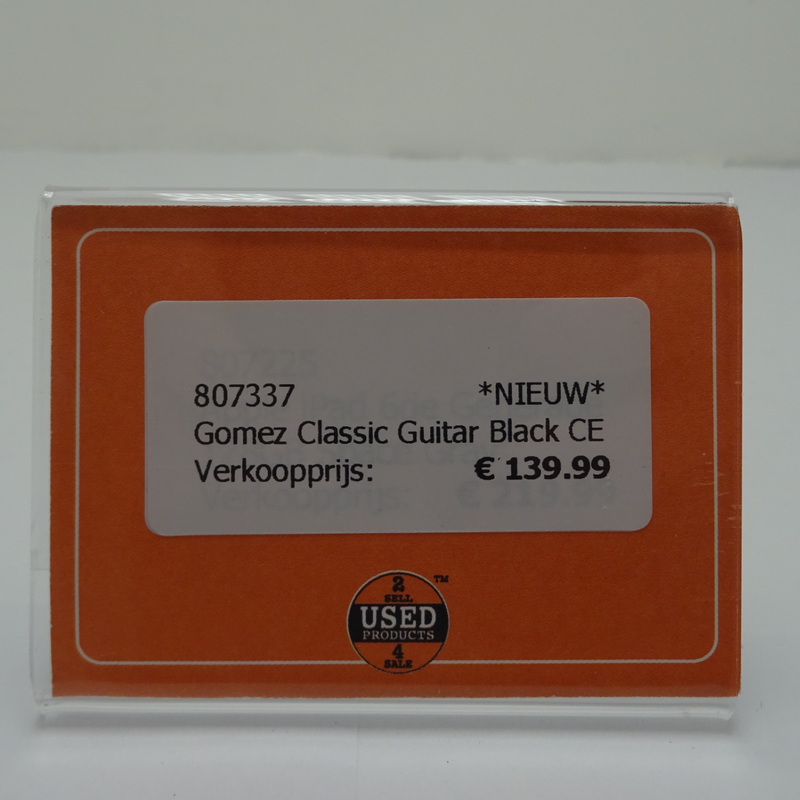 807337 *NIEUW*
Gomez Classic Guitar Black CE
Verkoopprijs: € 139.99
2 TM
SELL
USED
PRODUCTS
4
SALE